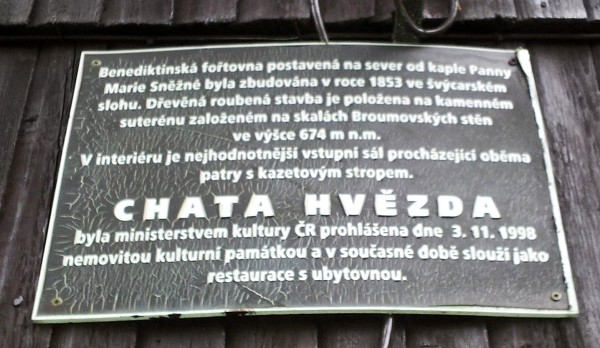 Benediktinská fořtovna postavená na sever od kaple Panny
Marie Sněžné byla zbudována v roce 1853 ve švýcarském
slohu. Dřevěná roubená stavba je položena na kamenném
suterénu založeném na skalách Broumovských stěn
ve výšce 674 m n.m.
V interiéru je nejhodnotnější vstupní sál procházející oběma
patry s kazetovým stropem.
CHATA HVĚZDA
byla ministerstvem kultury ČR prohlášena dne 3. 11. 1998
nemovitou kulturní památkou a v současné době slouží jako
restaurace s ubytovnou.